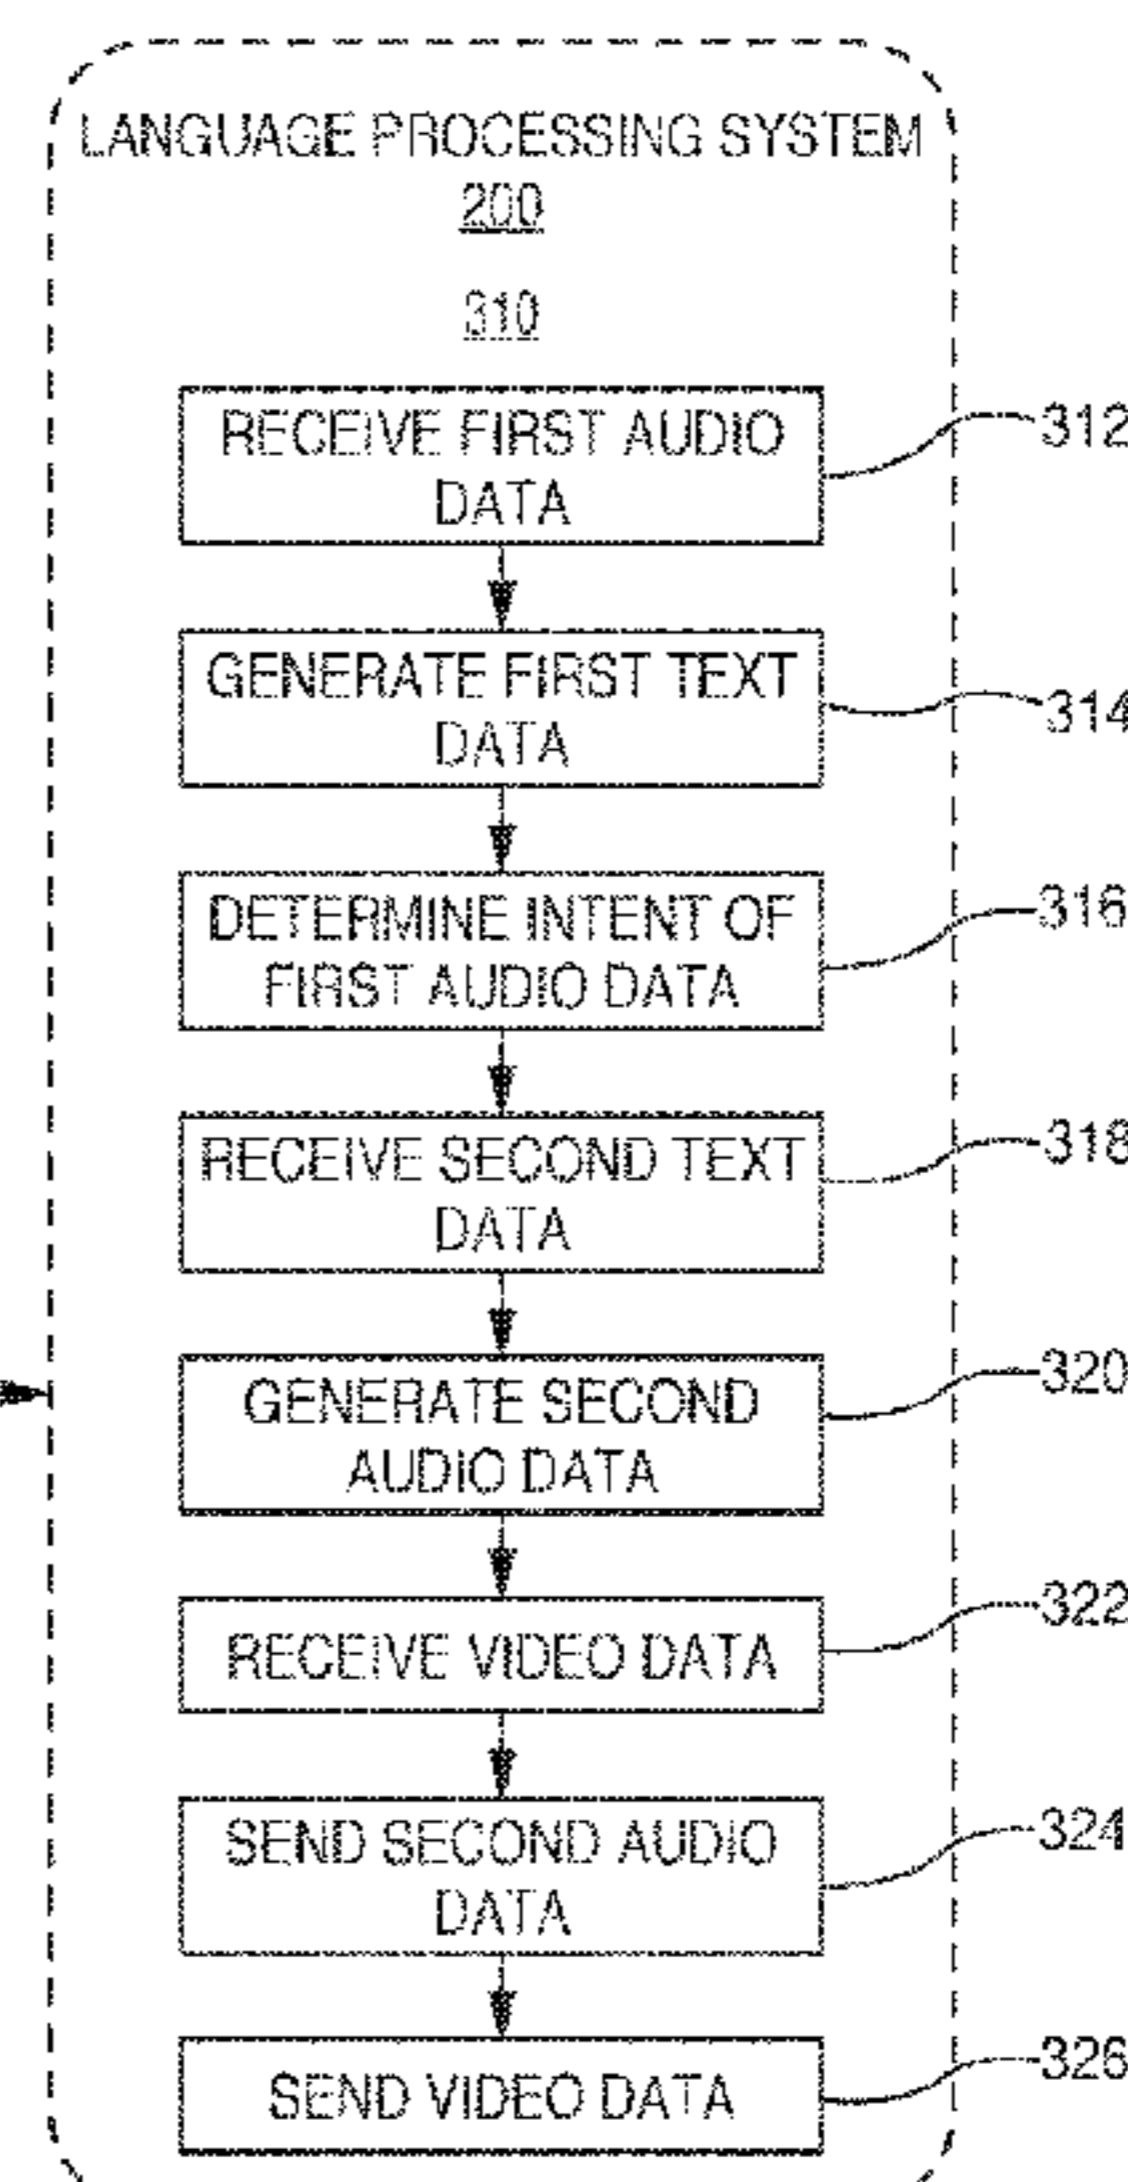 LANGUAGE PROCESSING SYSTEM
200
310
RECEIVE FIRST AUDIO
DATA
312
GENERATE FIRST TEXT
DATA
314
DETERMINE INTENT OF
FIRST AUDIO DATA
316
RECEIVE SECOND TEXT
DATA
318
GENERATE SECOND
AUDIO DATA
320
RECEIVE VIDEO DATA
322
SEND SECOND AUDIO
DATA
324
SEND VIDEO DATA
326